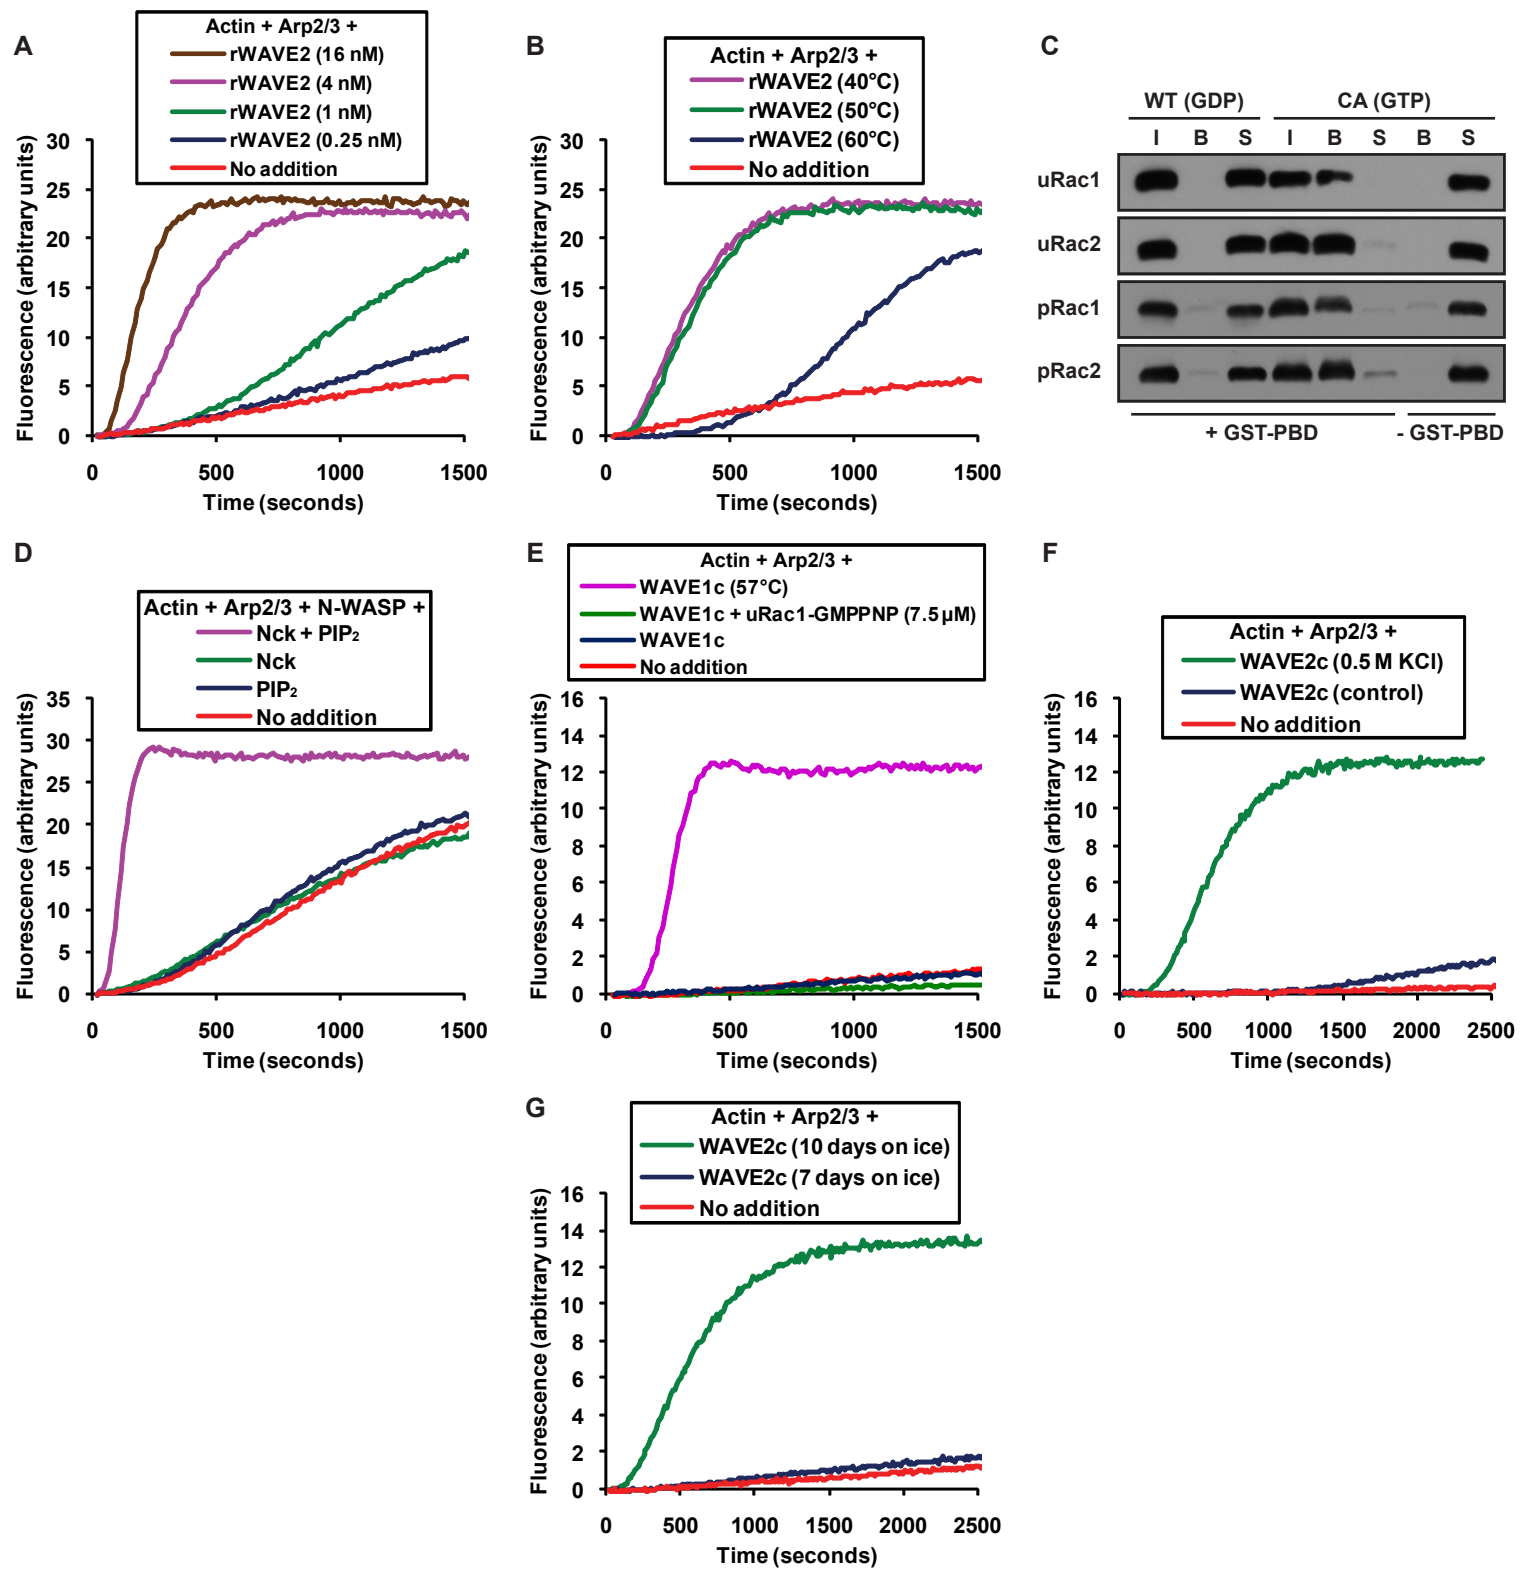 A
Actin + Arp2/3 +
rWAVE2 (16 nM)
rWAVE2 (4 nM)
rWAVE2 (1 nM)
rWAVE2 (0.25 nM)
No addition
Fluorescence (arbitrary units)
30
25
20
15
10
5
0
0 500 1000 1500
Time (seconds)
B
Actin + Arp2/3 +
rWAVE2 (40°C)
rWAVE2 (50°C)
rWAVE2 (60°C)
No addition
Fluorescence (arbitrary units)
30
25
20
15
10
5
0
0 500 1000 1500
Time (seconds)
C
WT (GDP) CA (GTP)
I B S I B S B S
uRac1
uRac2
pRac1
pRac2
+ GST-PBD - GST-PBD
D
Actin + Arp2/3 + N-WASP +
Nck + PIP₂
Nck
PIP₂
No addition
Fluorescence (arbitrary units)
35
30
25
20
15
10
5
0
0 500 1000 1500
Time (seconds)
E
Actin + Arp2/3 +
WAVE1c (57°C)
WAVE1c + uRac1-GMPPNP (7.5 µM)
WAVE1c
No addition
Fluorescence (arbitrary units)
16
14
12
10
8
6
4
2
0
0 500 1000 1500
Time (seconds)
F
Actin + Arp2/3 +
WAVE2c (0.5 M KCl)
WAVE2c (control)
No addition
Fluorescence (arbitrary units)
16
14
12
10
8
6
4
2
0
0 500 1000 1500 2000 2500
Time (seconds)
G
Actin + Arp2/3 +
WAVE2c (10 days on ice)
WAVE2c (7 days on ice)
No addition
Fluorescence (arbitrary units)
16
14
12
10
8
6
4
2
0
0 500 1000 1500 2000 2500
Time (seconds)